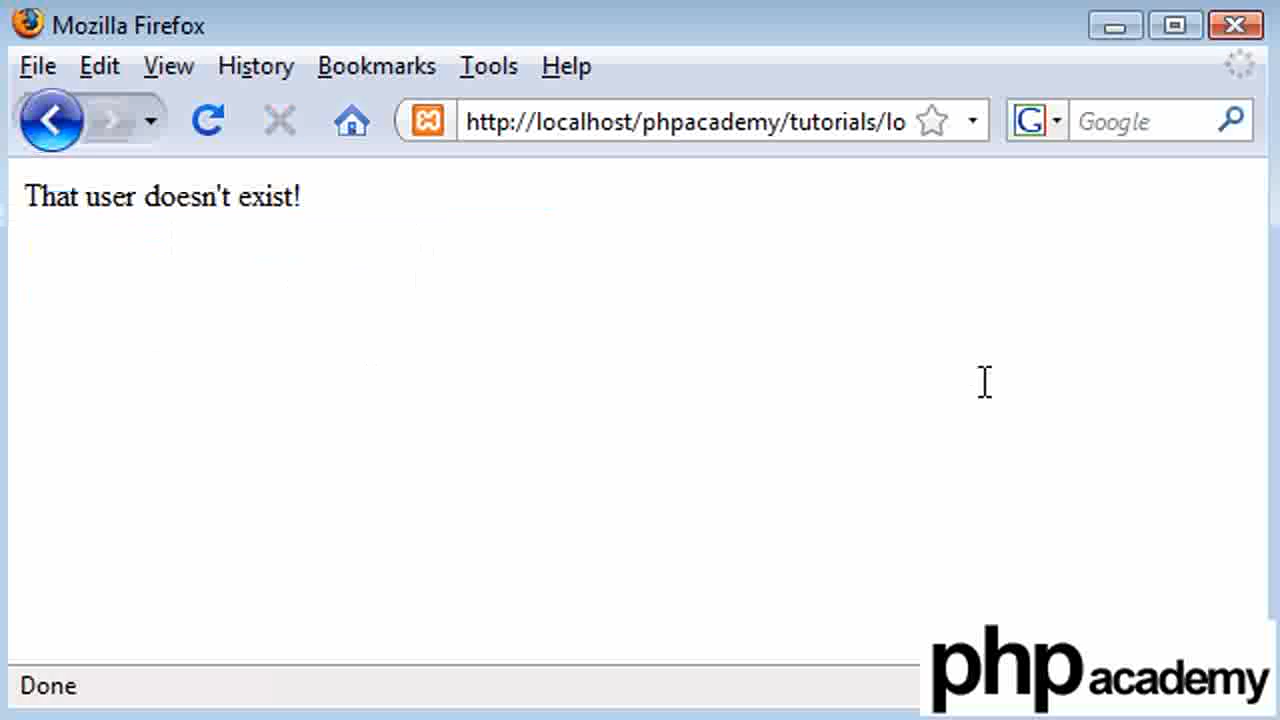 Mozilla Firefox
File Edit View History Bookmarks Tools Help
http://localhost/phpacademy/tutorials/lo G Google
That user doesn't exist!
Done
php academy